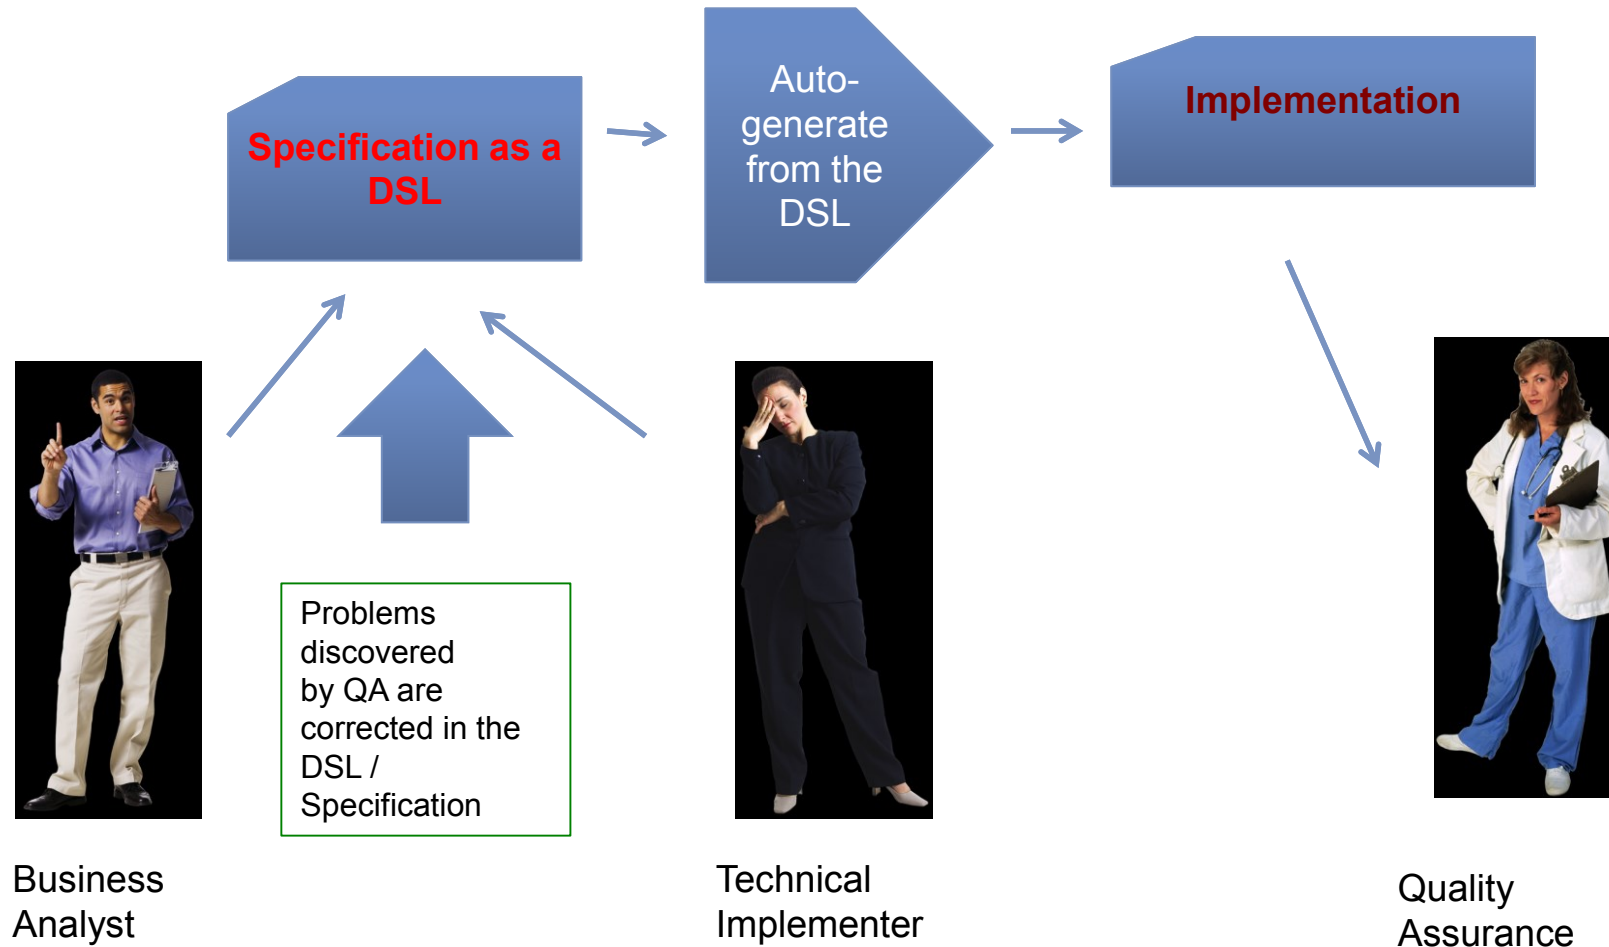 Specification as a
DSL
Auto-
generate
from the
DSL
Implementation
Problems
discovered
by QA are
corrected in the
DSL /
Specification
Business
Analyst
Technical
Implementer
Quality
Assurance